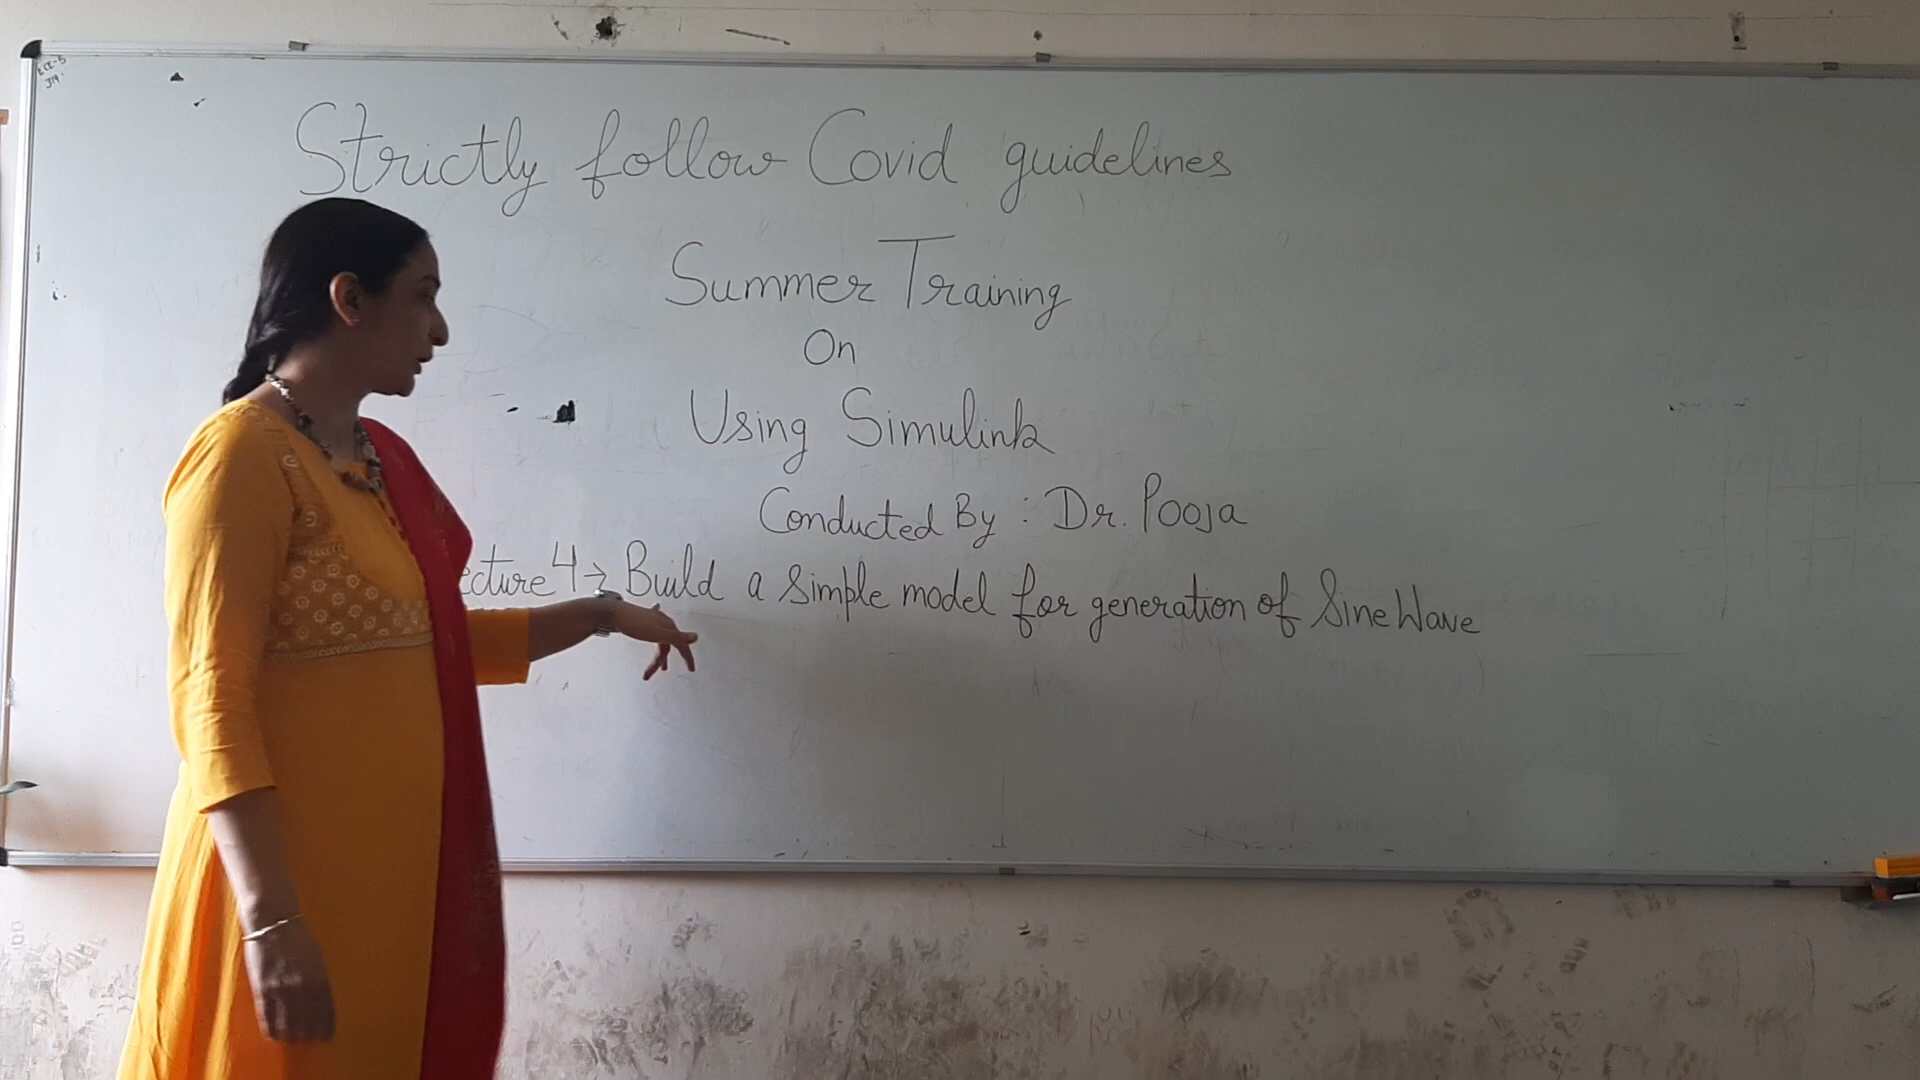 Strictly follow Covid guidelines
Summer Training
On
Using Simulink
Conducted By : Dr. Pooja
ecture 4 → Build a simple model for generation of Sine Wave